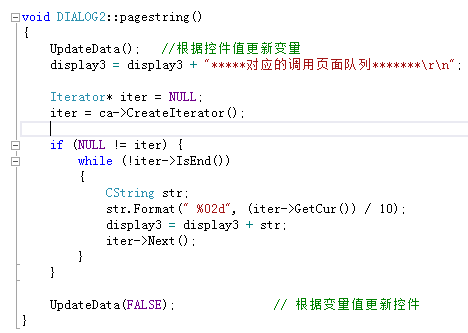 void DIALOG2::pagestring()
{
UpdateData();   //根据控件值更新变量
display3 = display3 + "*****对应的调用页面队列*******\r\n";
Iterator* iter = NULL;
iter = ca->CreateIterator();
if (NULL != iter) {
while (!iter->IsEnd())
{
CString str;
str.Format(" %02d", (iter->GetCur()) / 10);
display3 = display3 + str;
iter->Next();
}
}
UpdateData(FALSE);             // 根据变量值更新控件
}